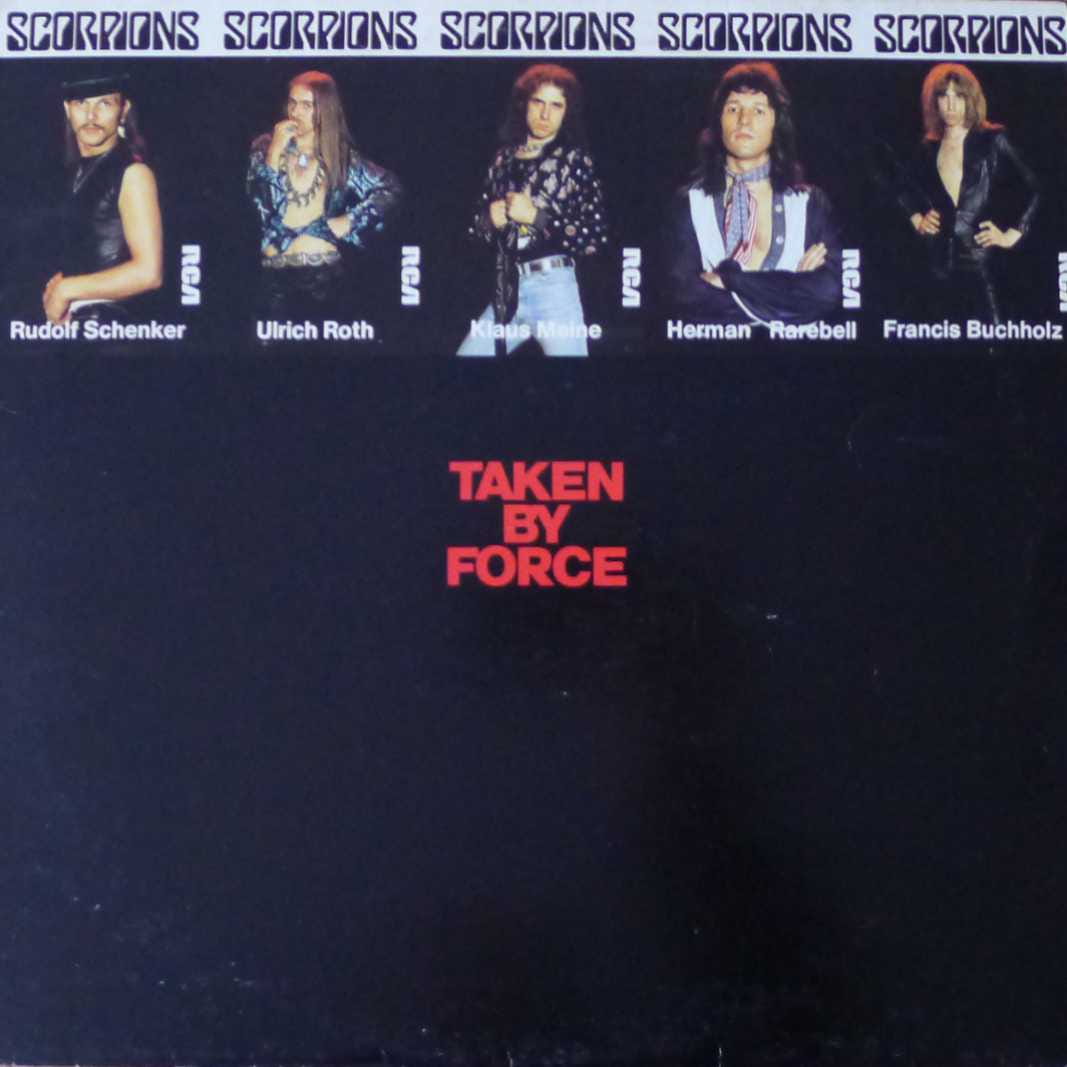 SCORPIONS SCORPIONS SCORPIONS SCORPIONS SCORPIONS
RCA RCA RCA RCA RCA
Rudolf Schenker Ulrich Roth Klaus Meine Herman Rarebell Francis Buchholz
TAKEN
BY
FORCE